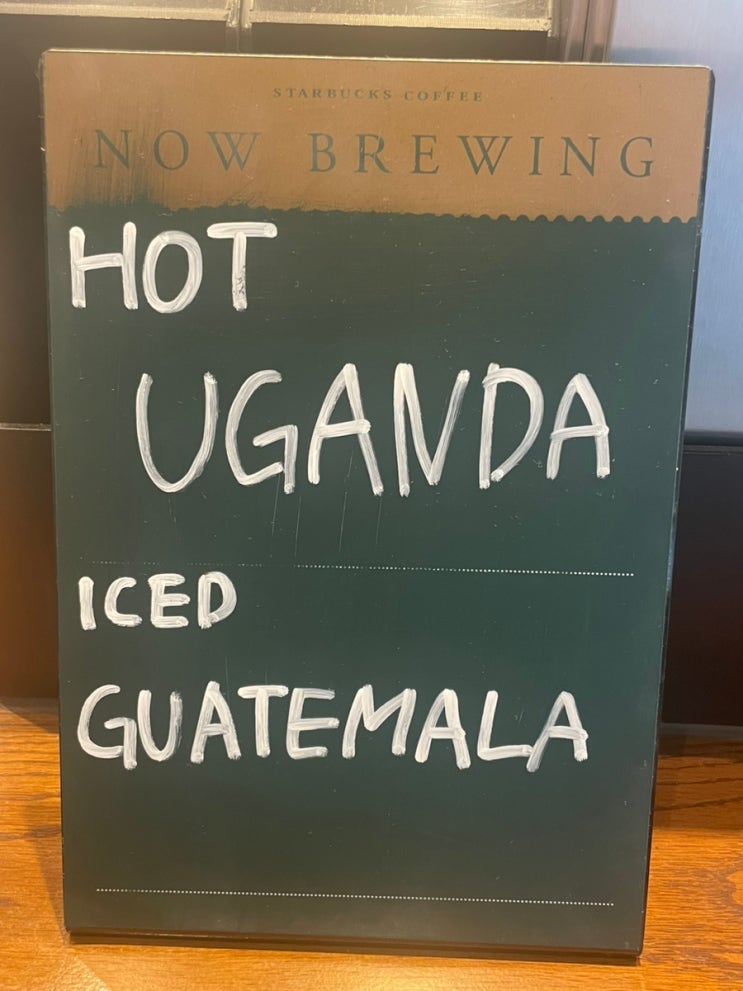 STARBUCKS COFFEE
NOW BREWING
HOT
UGANDA
ICED
GUATEMALA